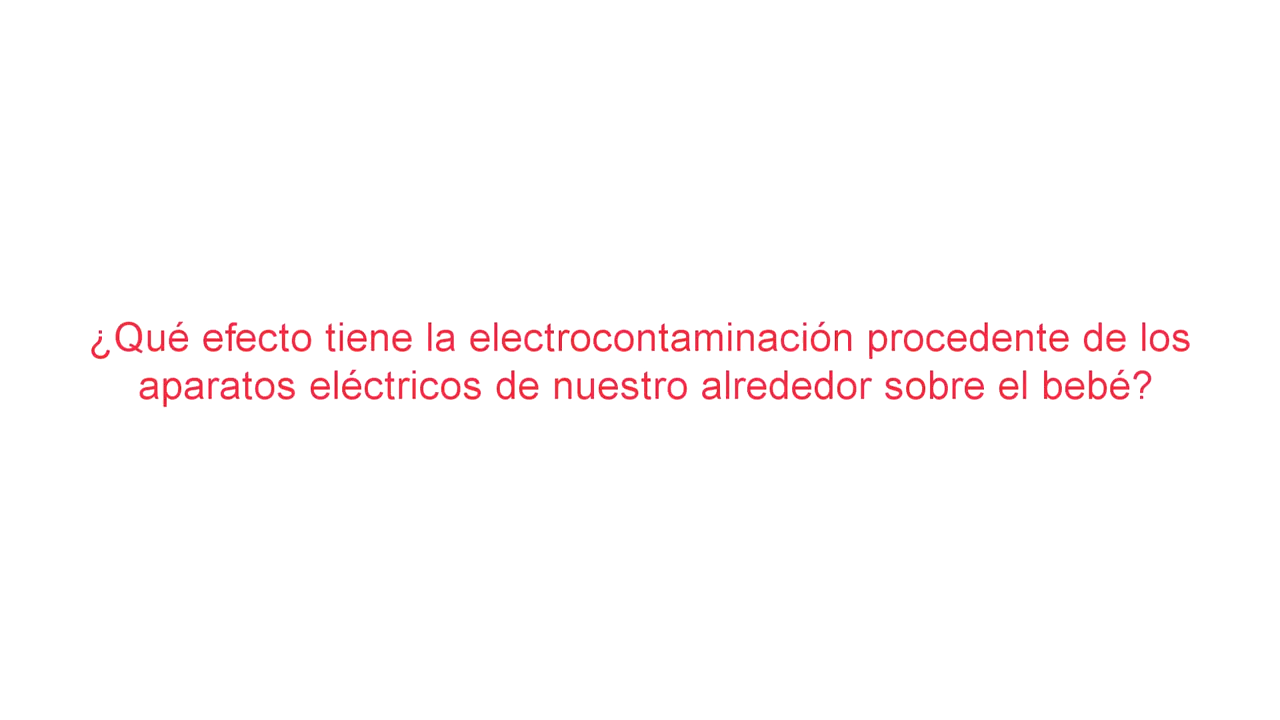 ¿Qué efecto tiene la electrocontaminación procedente de los
aparatos eléctricos de nuestro alrededor sobre el bebé?